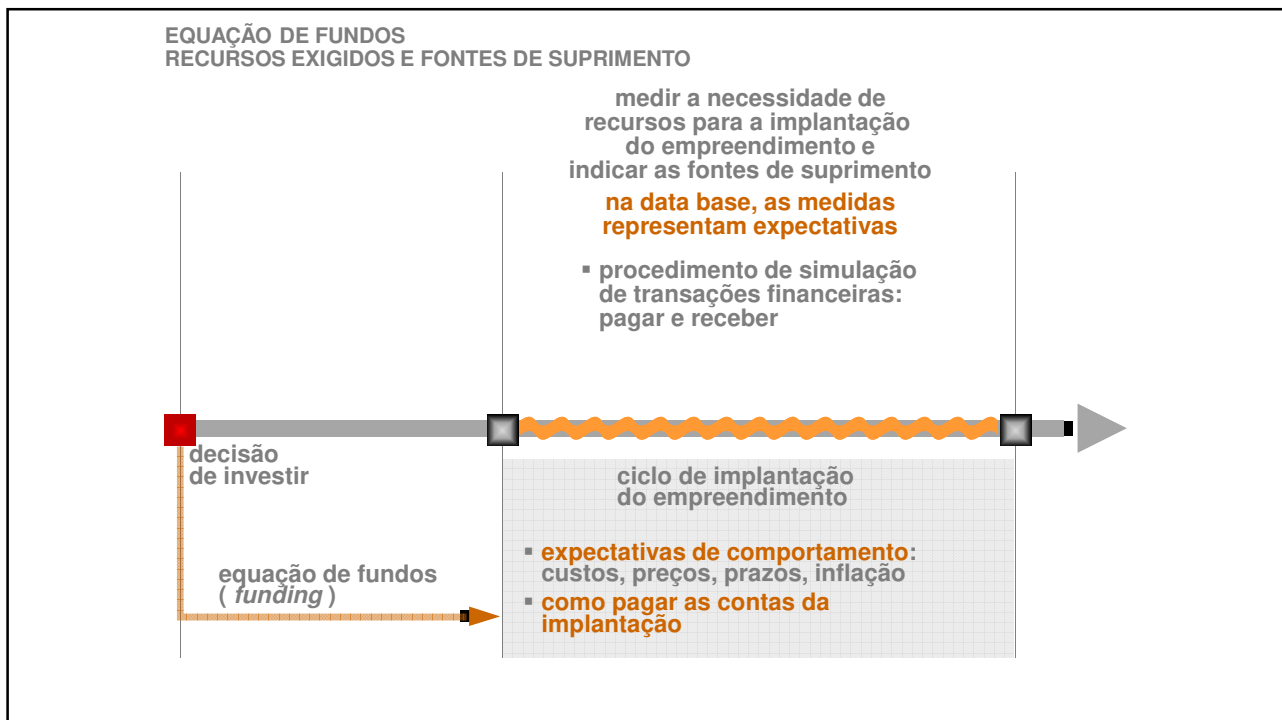 EQUAÇÃO DE FUNDOS
RECURSOS EXIGIDOS E FONTES DE SUPRIMENTO
medir a necessidade de
recursos para a implantação
do empreendimento e
indicar as fontes de suprimento
na data base, as medidas
representam expectativas
▪ procedimento de simulação
de transações financeiras:
pagar e receber
decisão
de investir
equação de fundos
( funding )
ciclo de implantação
do empreendimento
▪ expectativas de comportamento:
custos, preços, prazos, inflação
▪ como pagar as contas da
implantação